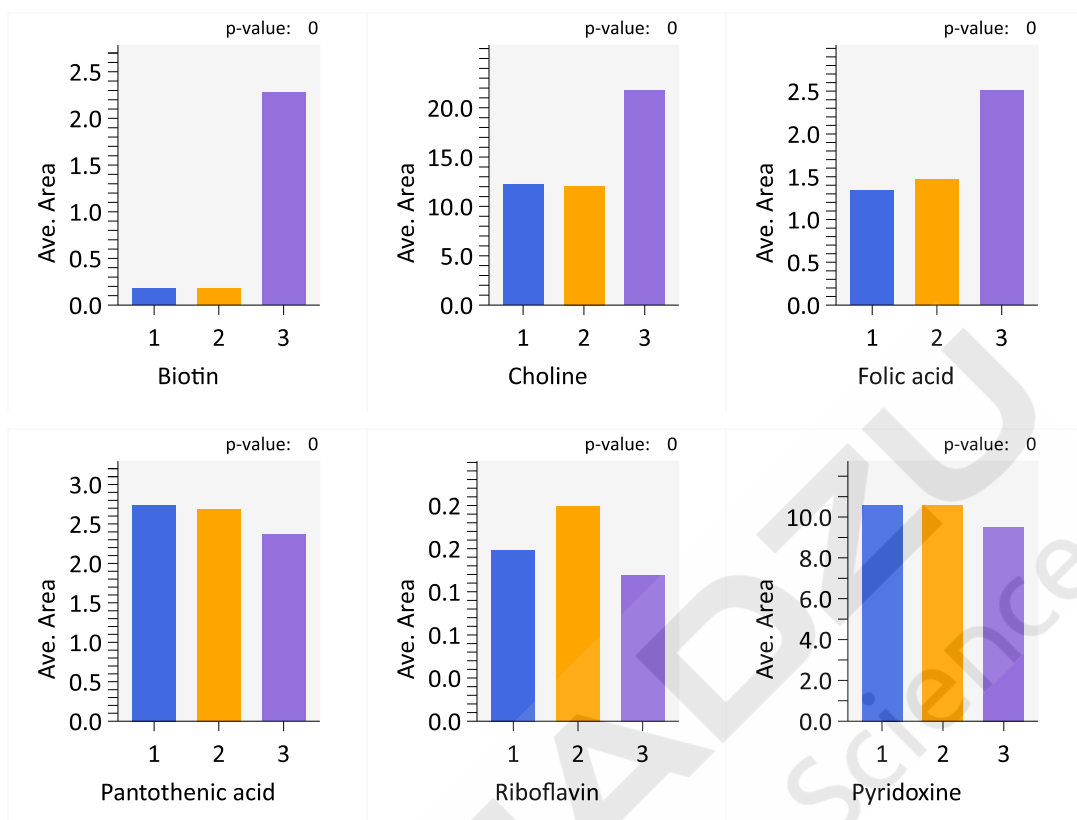 p-value: 0
p-value: 0
p-value: 0
Ave. Area
2.5
2.0
1.5
1.0
0.5
0.0
1 2 3
Biotin
Ave. Area
20.0
15.0
10.0
5.0
0.0
1 2 3
Choline
Ave. Area
2.5
2.0
1.5
1.0
0.5
0.0
1 2 3
Folic acid
p-value: 0
p-value: 0
p-value: 0
Ave. Area
3.0
2.5
2.0
1.5
1.0
0.5
0.0
1 2 3
Pantothenic acid
Ave. Area
0.2
0.2
0.1
0.1
0.0
0.0
1 2 3
Riboflavin
Ave. Area
10.0
8.0
6.0
4.0
2.0
0.0
1 2 3
Pyridoxine
ADZU
Science